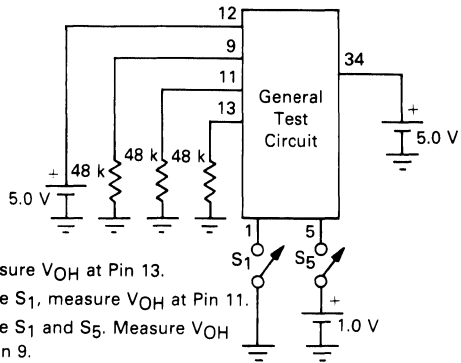 12
9
11
13
34
General
Test
Circuit
+
5.0 V
48 k
48 k
48 k
+
5.0 V
1
5
S1
S5
+
1.0 V
sure VOH at Pin 13.
e S1, measure VOH at Pin 11.
e S1 and S5. Measure VOH
n 9.